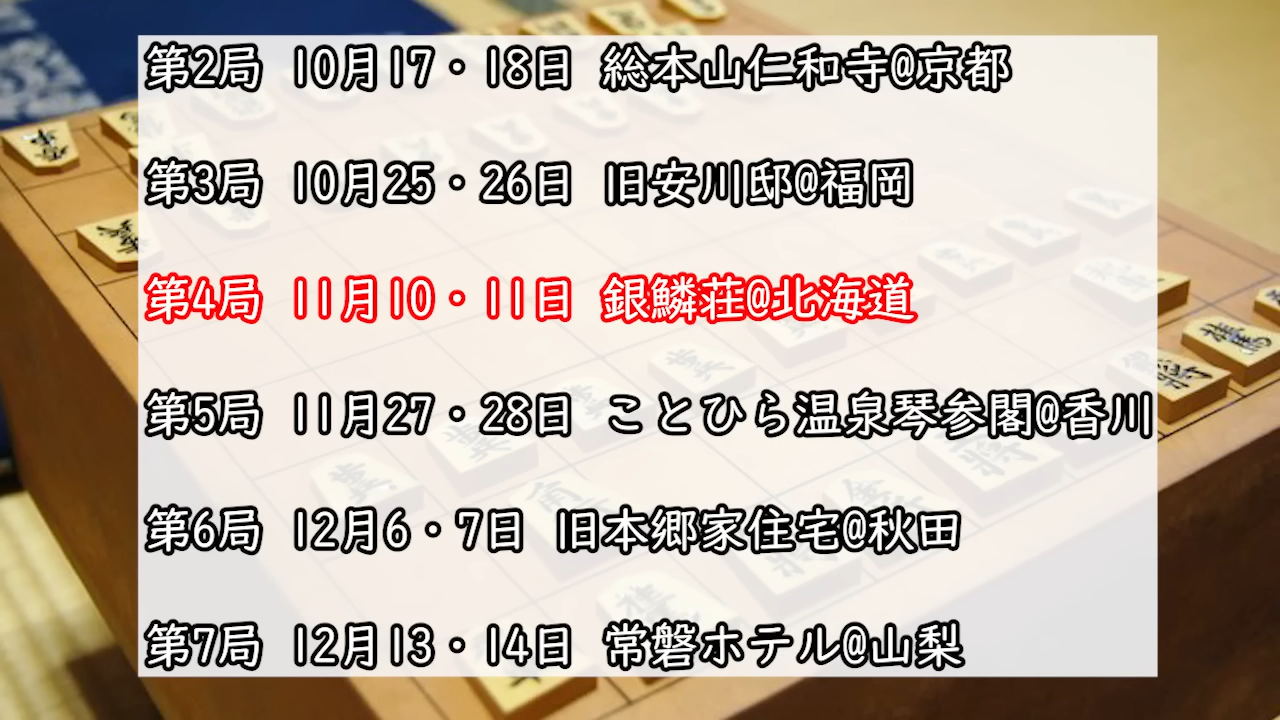 第2局 10月17・18日 総本山仁和寺@京都
第3局 10月25・26日 旧安川邸@福岡
第4局 11月10・11日 銀鱗荘@北海道
第5局 11月27・28日 ことひら温泉琴参閣@香川
第6局 12月6・7日 旧本郷家住宅@秋田
第7局 12月13・14日 常磐ホテル@山梨